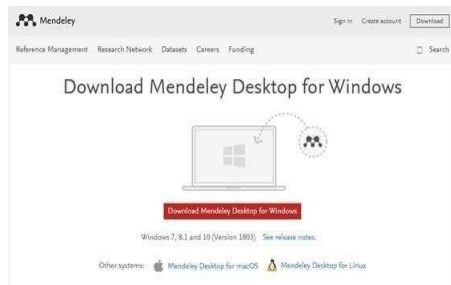 Mendeley
Sign In Create account Download
Reference Management Research Network Datasets Careers Funding Search
Download Mendeley Desktop for Windows
Download Mendeley Desktop for Windows
Windows 7, 8.1 and 10 (Version 1803) See release notes.
Other systems: Mendeley Desktop for macOS Mendeley Desktop for Linux